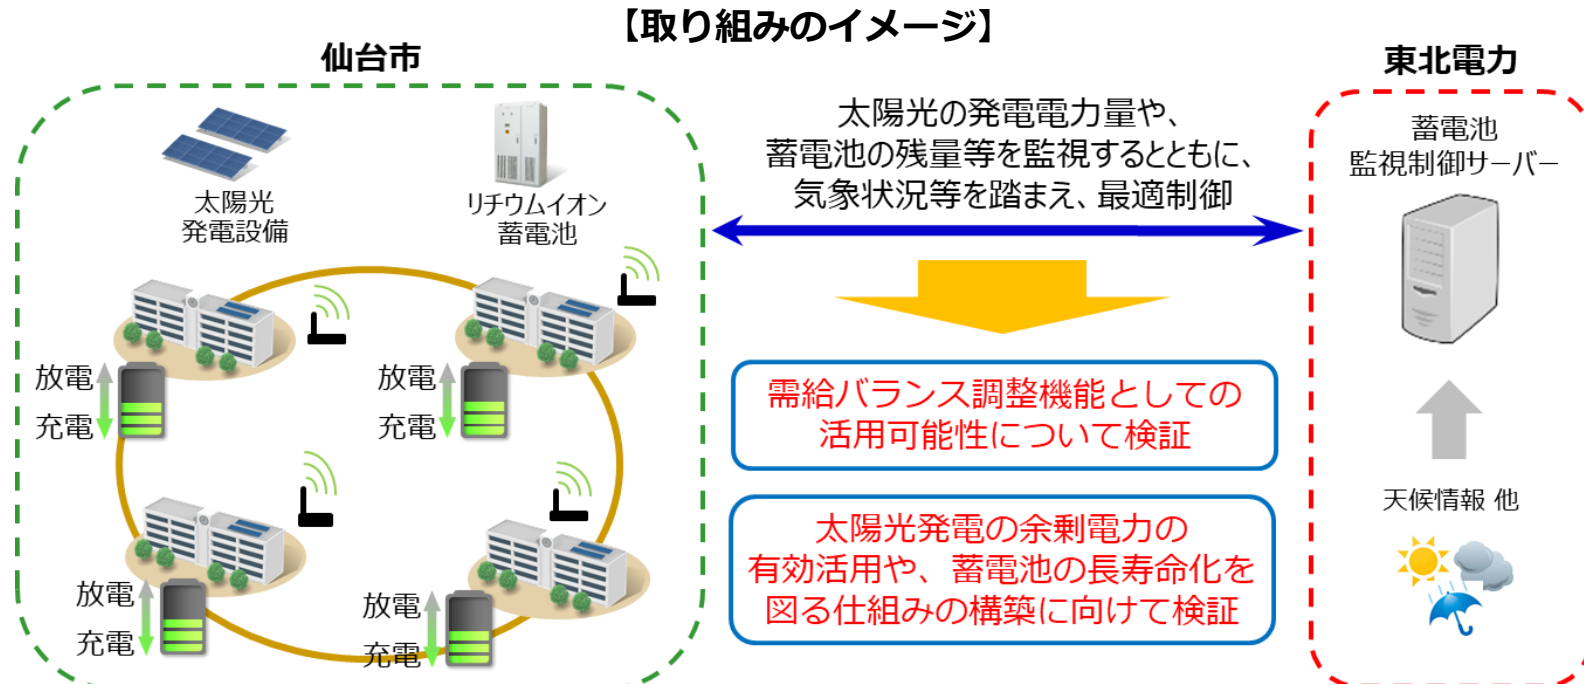 【取り組みのイメージ】
仙台市
太陽光
発電設備
リチウムイオン
蓄電池
放電
充電
放電
充電
放電
充電
放電
充電
太陽光の発電電力量や、
蓄電池の残量等を監視するとともに、
気象状況等を踏まえ、最適制御
需給バランス調整機能としての
活用可能性について検証
太陽光発電の余剰電力の
有効活用や、蓄電池の長寿命化を
図る仕組みの構築に向けて検証
東北電力
蓄電池
監視制御サーバー
天候情報 他